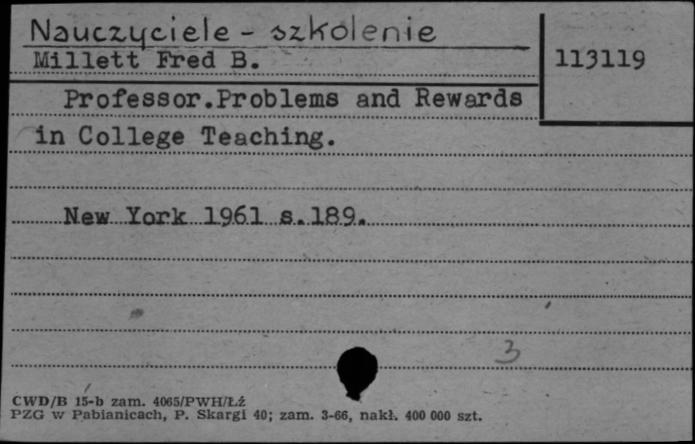 Nauczyciele - szkolenie
Millett Fred B.
113119
Professor.Problems and Rewards
in College Teaching.
New York 1961 s.189.
3
CWD/B 15-b zam. 4065/PWH/Łź
PZG w Pabianicach, P. Skargi 40; zam. 3-66, nakł. 400 000 szt.